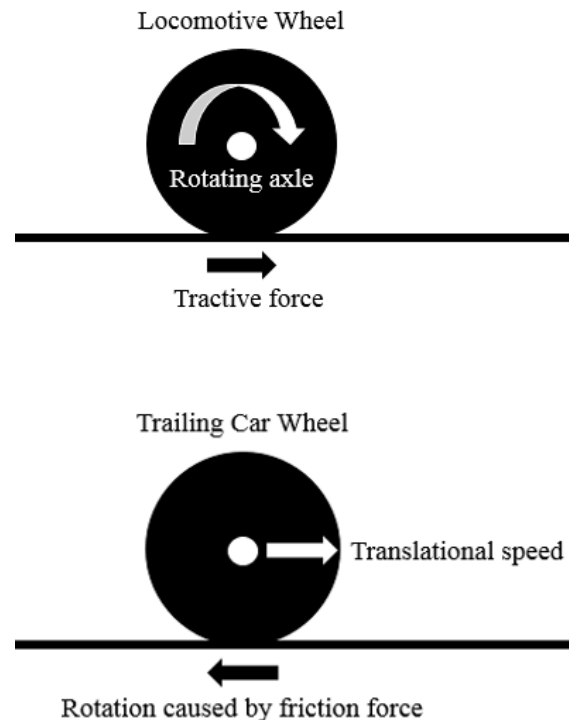 Locomotive Wheel
Rotating axle
Tractive force
Trailing Car Wheel
Translational speed
Rotation caused by friction force